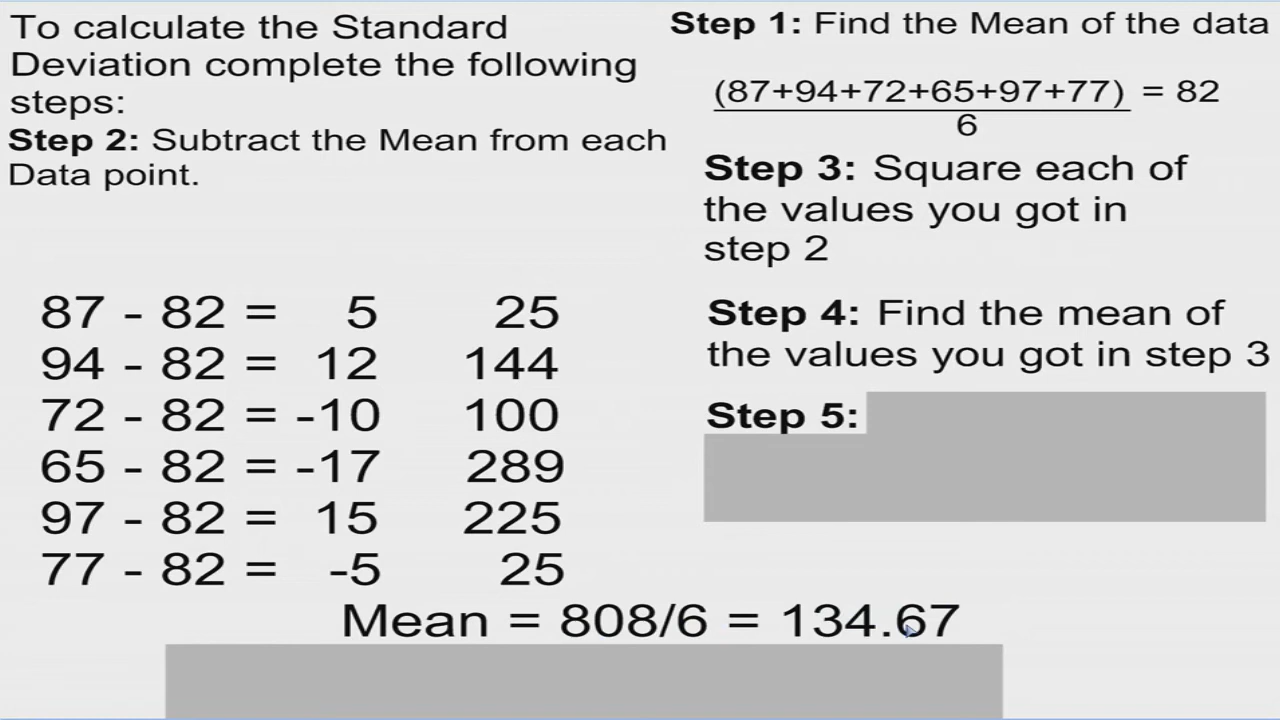 To calculate the Standard
Deviation complete the following
steps:
Step 1: Find the Mean of the data
(87+94+72+65+97+77) = 82
6
Step 2: Subtract the Mean from each
Data point.
Step 3: Square each of
the values you got in
step 2
87 - 82 = 5 25
94 - 82 = 12 144
72 - 82 = -10 100
65 - 82 = -17 289
97 - 82 = 15 225
77 - 82 = -5 25
Step 4: Find the mean of
the values you got in step 3
Mean = 808/6 = 134.67
Step 5: